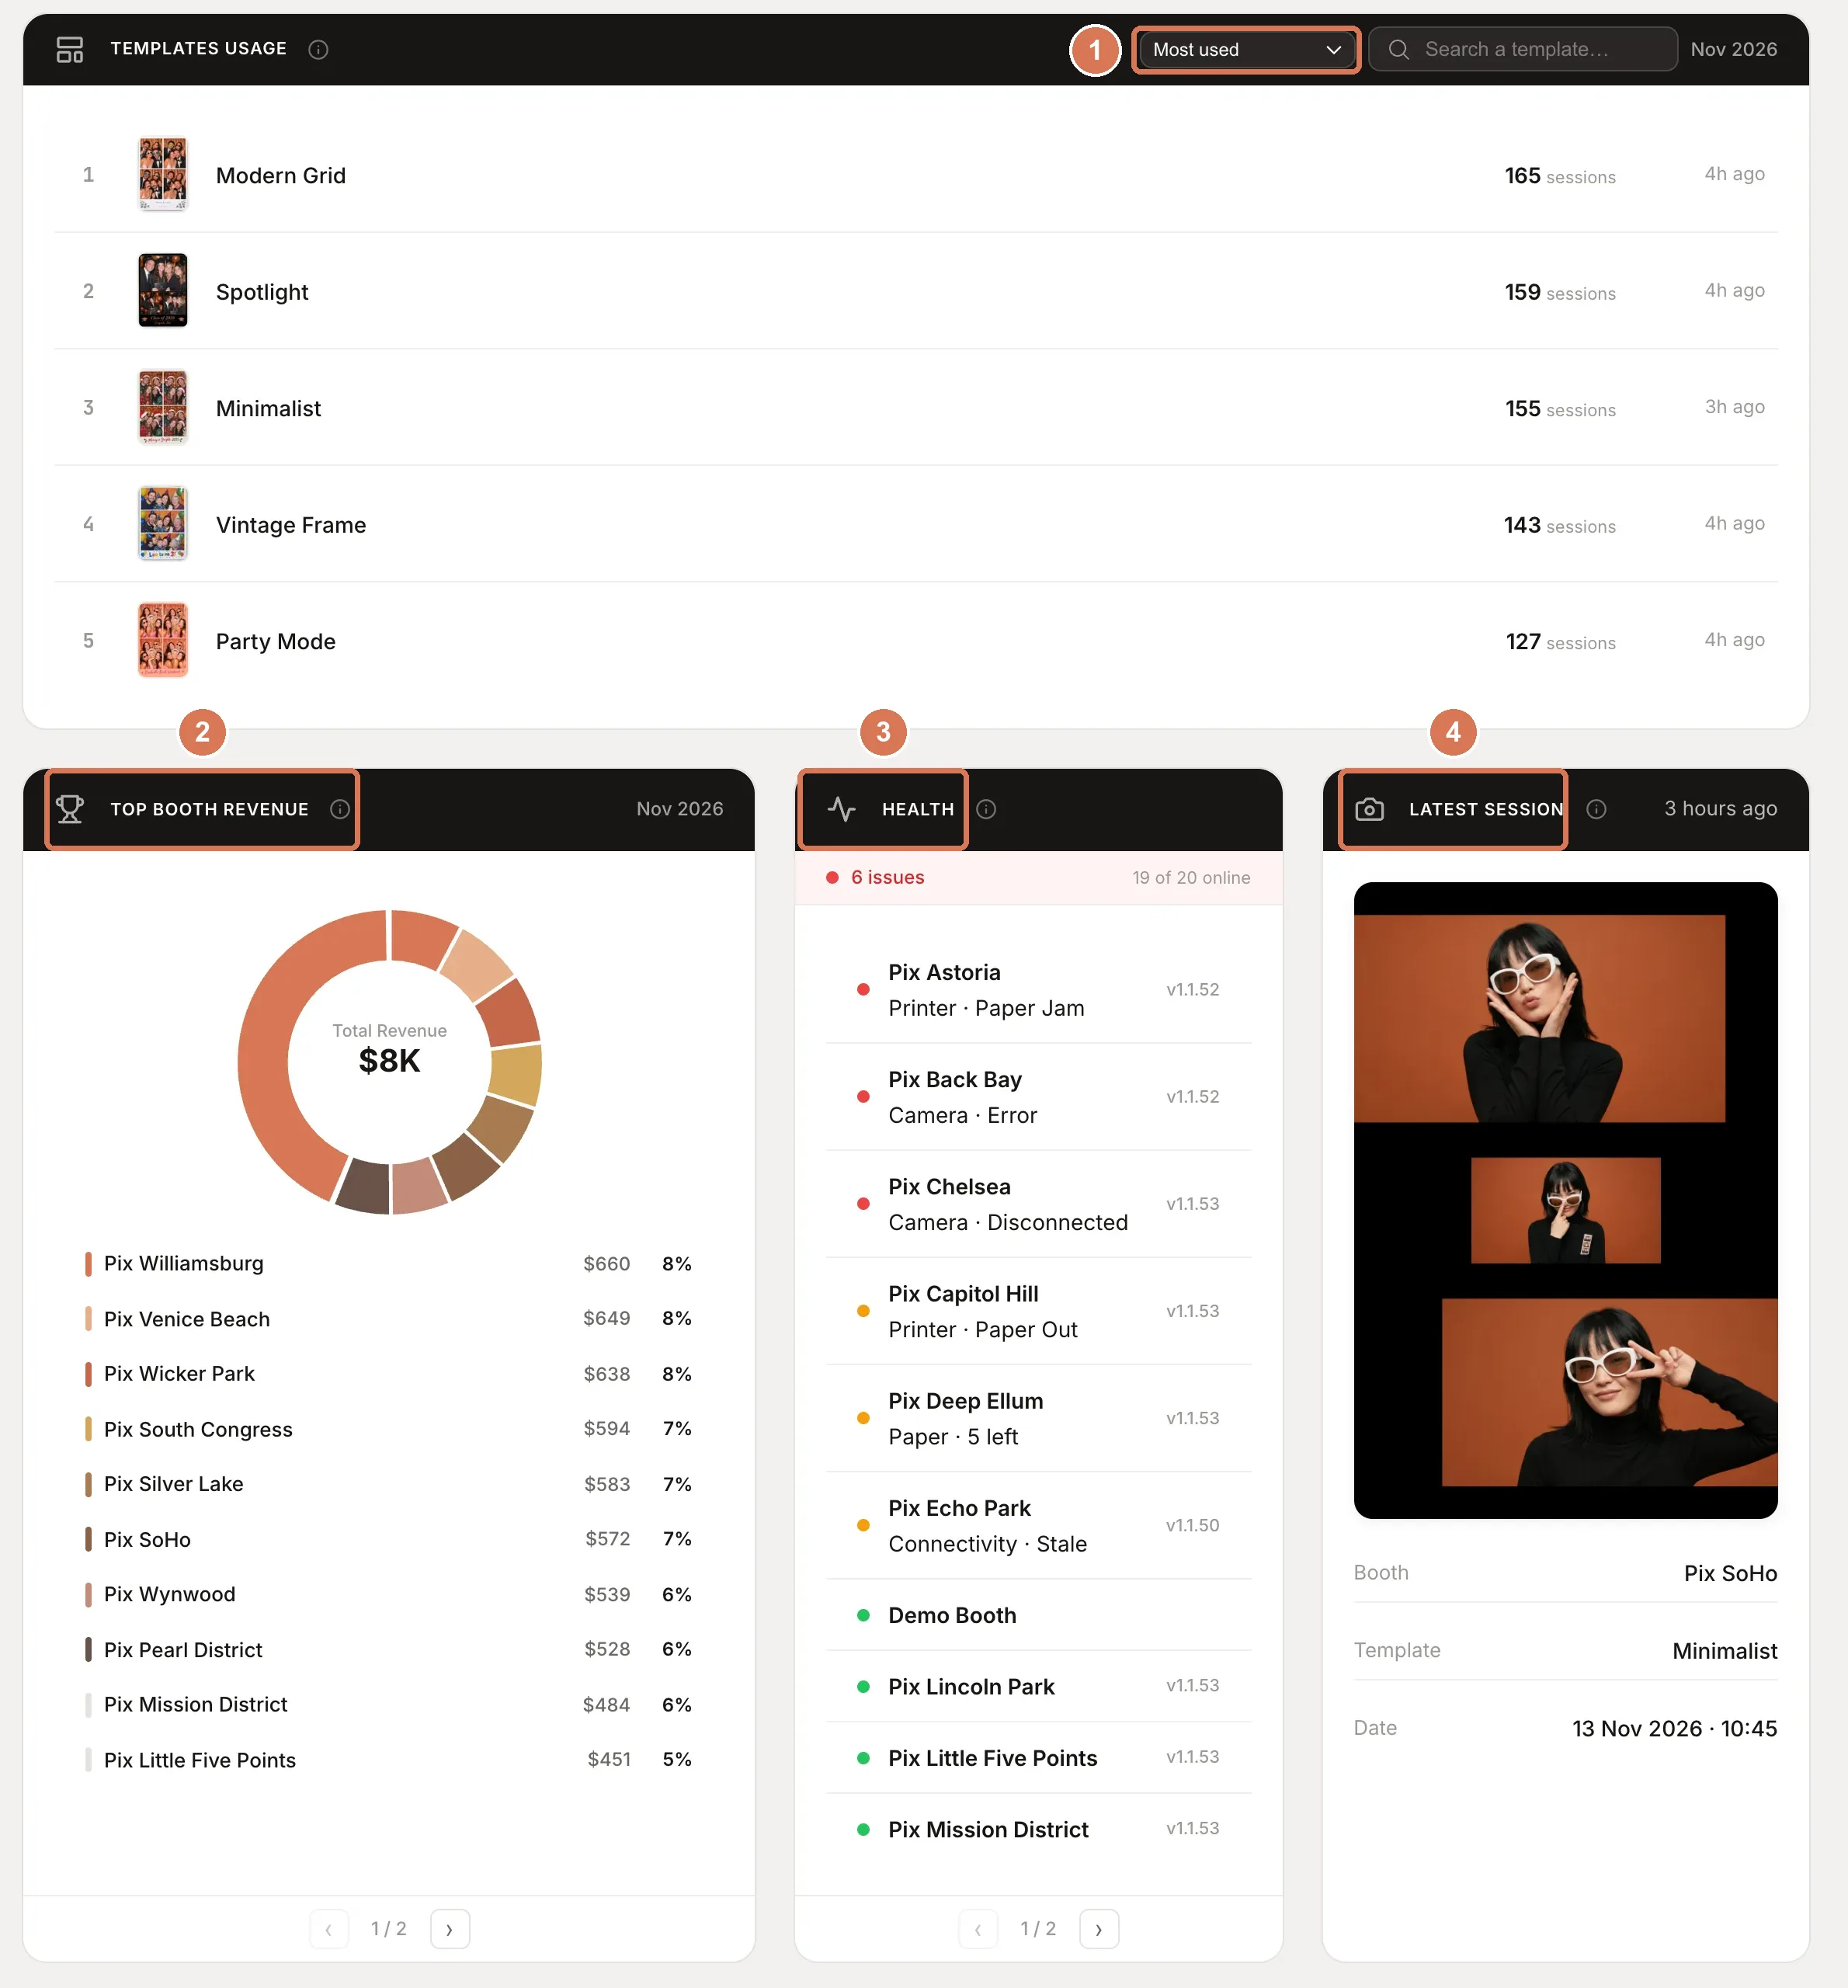 TEMPLATES USAGE
1
Most used
Search a template...
Nov 2026
1 Modern Grid 165 sessions 4h ago
2 Spotlight 159 sessions 4h ago
3 Minimalist 155 sessions 3h ago
4 Vintage Frame 143 sessions 4h ago
5 Party Mode 127 sessions 4h ago
2
TOP BOOTH REVENUE
Nov 2026
Total Revenue
$8K
Pix Williamsburg $660 8%
Pix Venice Beach $649 8%
Pix Wicker Park $638 8%
Pix South Congress $594 7%
Pix Silver Lake $583 7%
Pix SoHo $572 7%
Pix Wynwood $539 6%
Pix Pearl District $528 6%
Pix Mission District $484 6%
Pix Little Five Points $451 5%
1 / 2
3
HEALTH
6 issues
19 of 20 online
Pix Astoria
Printer · Paper Jam
v1.1.52
Pix Back Bay
Camera · Error
v1.1.52
Pix Chelsea
Camera · Disconnected
v1.1.53
Pix Capitol Hill
Printer · Paper Out
v1.1.53
Pix Deep Ellum
Paper · 5 left
v1.1.53
Pix Echo Park
Connectivity · Stale
v1.1.50
Demo Booth
Pix Lincoln Park v1.1.53
Pix Little Five Points v1.1.53
Pix Mission District v1.1.53
1 / 2
4
LATEST SESSION
3 hours ago
Booth Pix SoHo
Template Minimalist
Date 13 Nov 2026 · 10:45